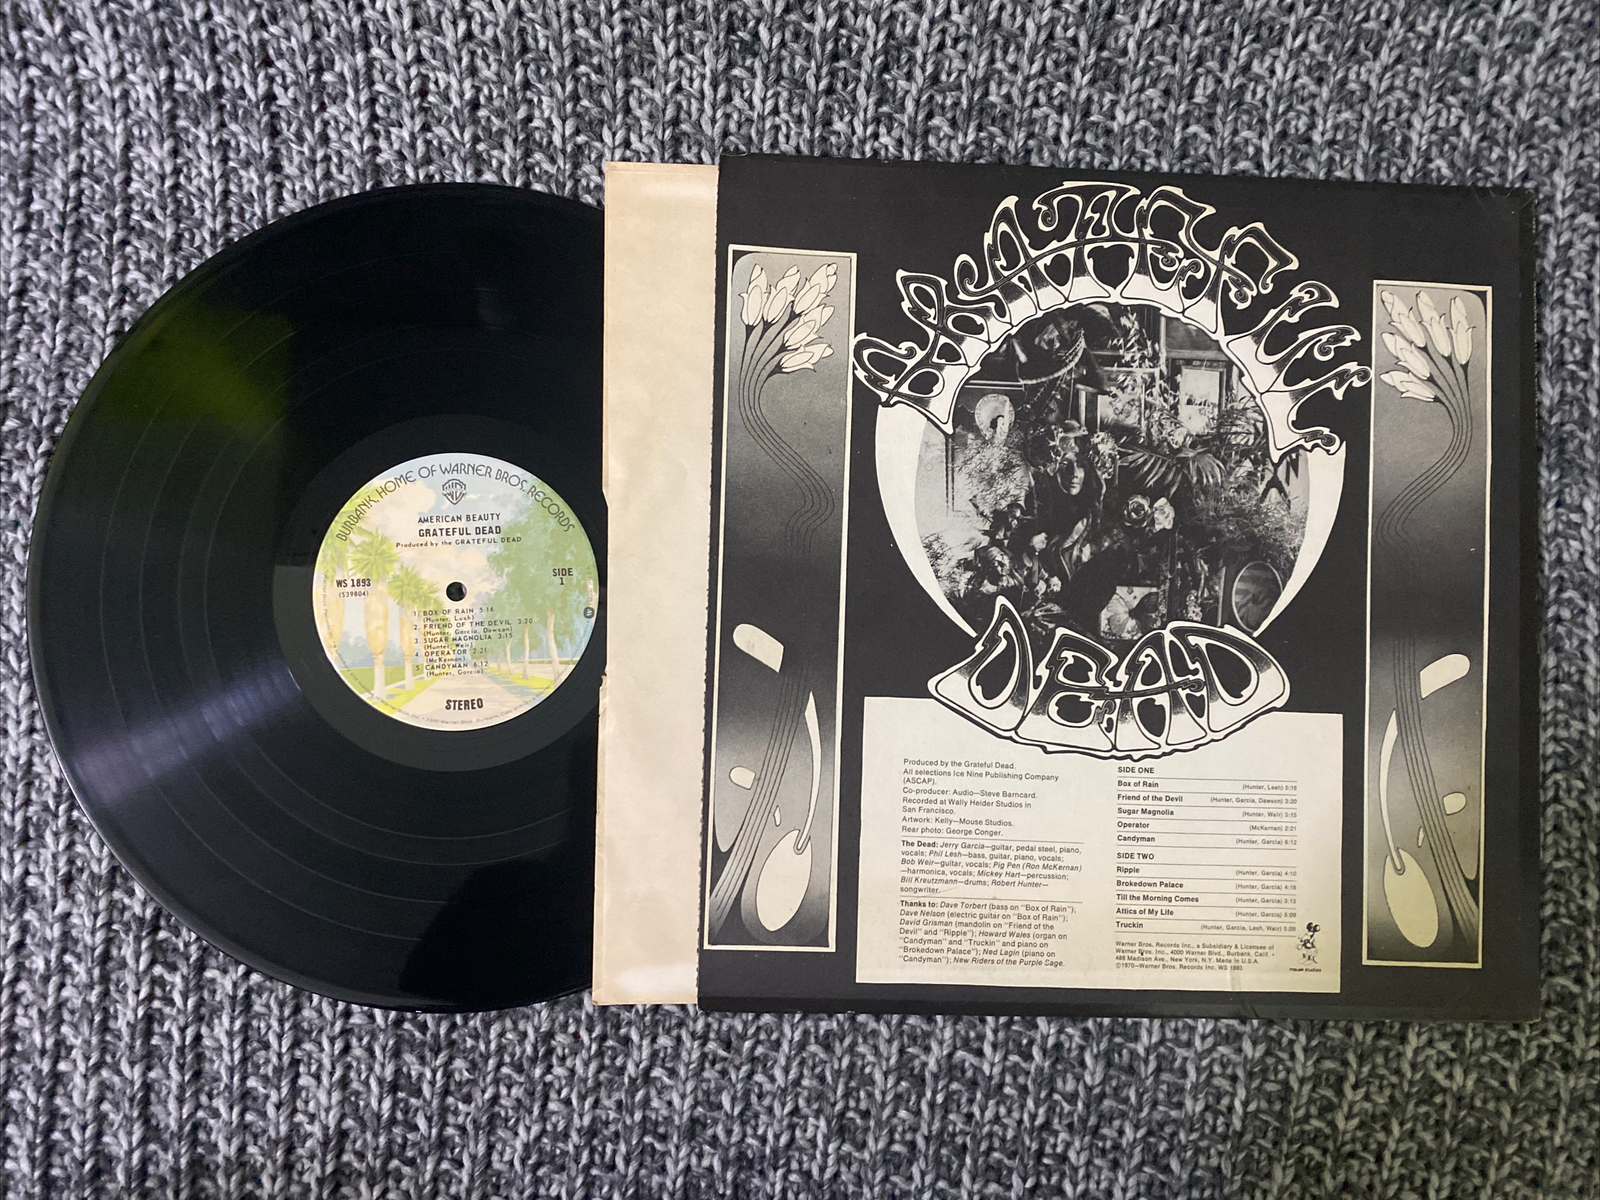 BURBANK, HOME OF WARNER BROS. RECORDS
AMERICAN BEAUTY
GRATEFUL DEAD
Produced by the GRATEFUL DEAD
WS 1893
(S39804)
SIDE
1
1. BOX OF RAIN 5:16
(Hunter, Lesh)
2. FRIEND OF THE DEVIL 3:20
(Hunter, Garcia, Dawson)
3. SUGAR MAGNOLIA 3:15
(Hunter, Weir)
4. OPERATOR 2:21
(McKernan)
5. CANDYMAN 6:12
(Hunter, Garcia)
STEREO
GRATEFUL
DEAD
Produced by the Grateful Dead.
All selections Ice Nine Publishing Company
(ASCAP).
Co-producer: Audio—Steve Barncard.
Recorded at Wally Heider Studios in
San Francisco.
Artwork: Kelly—Mouse Studios.
Rear photo: George Conger.
The Dead: Jerry Garcia—guitar, pedal steel, piano,
vocals; Phil Lesh—bass, guitar, piano, vocals;
Bob Weir—guitar, vocals; Pig Pen (Ron McKernan)
—harmonica, vocals; Mickey Hart—percussion;
Bill Kreutzmann—drums; Robert Hunter—
songwriter.
Thanks to: Dave Torbert (bass on "Box of Rain");
Dave Nelson (electric guitar on "Box of Rain");
David Grisman (mandolin on "Friend of the
Devil" and "Ripple"); Howard Wales (organ on
"Candyman" and "Truckin" and piano on
"Brokedown Palace"); Ned Lagin (piano on
"Candyman"); New Riders of the Purple Sage.
SIDE ONE
Box of Rain (Hunter, Lesh) 5:16
Friend of the Devil (Hunter, Garcia, Dawson) 3:20
Sugar Magnolia (Hunter, Weir) 3:15
Operator (McKernan) 2:21
Candyman (Hunter, Garcia) 6:12
SIDE TWO
Ripple (Hunter, Garcia) 4:10
Brokedown Palace (Hunter, Garcia) 4:18
Till the Morning Comes (Hunter, Garcia) 3:13
Attics of My Life (Hunter, Garcia) 5:09
Truckin (Hunter, Garcia, Lesh, Weir) 5:09
Warner Bros. Records Inc., a Subsidiary & Licensee of
Warner Bros. Inc., 4000 Warner Blvd., Burbank, Calif. •
488 Madison Ave., New York, N.Y. Made in U.S.A.
©1970—Warner Bros. Records Inc. WS 1893
MOUSE STUDIOS